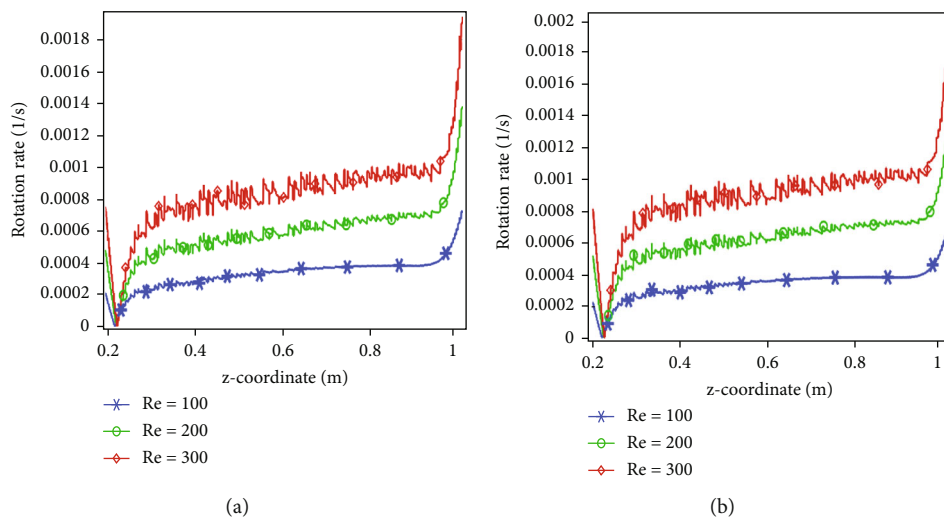 0.0018
0.0016
0.0014
0.0012
0.001
0.0008
0.0006
0.0004
0.0002
0
Rotation rate (1/s)
0.2
0.4
0.6
0.8
1
z-coordinate (m)
Re = 100
Re = 200
Re = 300
(a)
0.002
0.0018
0.0016
0.0014
0.0012
0.001
0.0008
0.0006
0.0004
0.0002
0
Rotation rate (1/s)
0.2
0.4
0.6
0.8
1
z-coordinate (m)
Re = 100
Re = 200
Re = 300
(b)